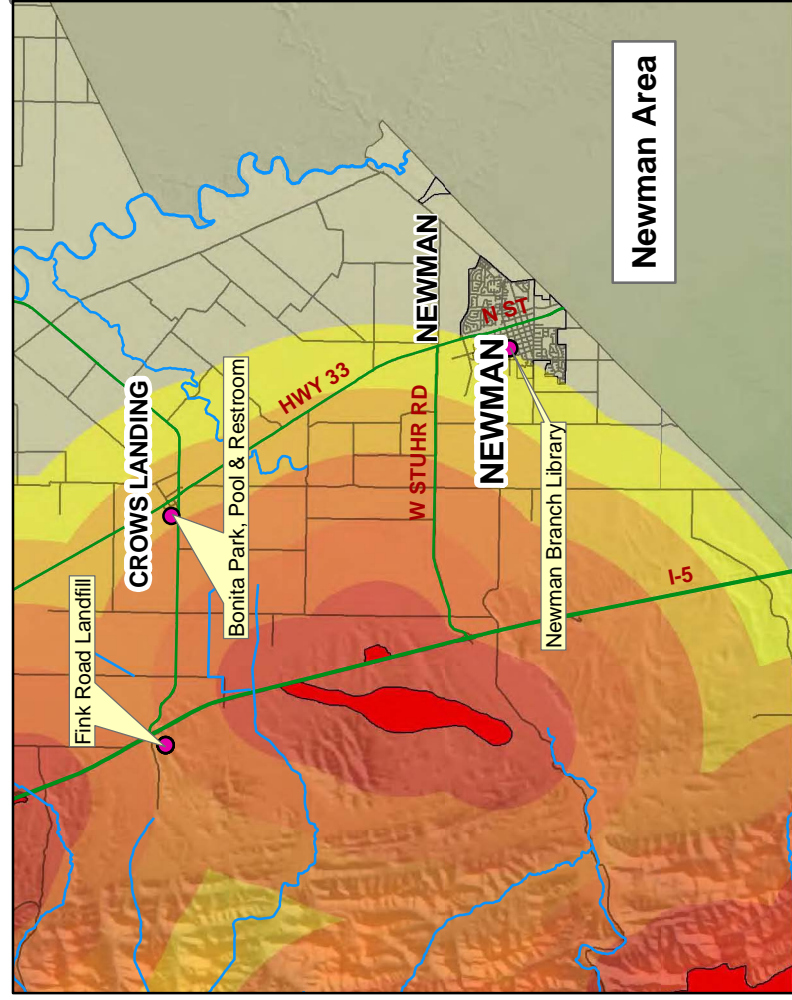 Fink Road Landfill
CROWS LANDING
Bonita Park, Pool & Restroom
HWY 33
W STUHR RD
NEWMAN
N ST
NEWMAN
Newman Branch Library
I-5
Newman Area